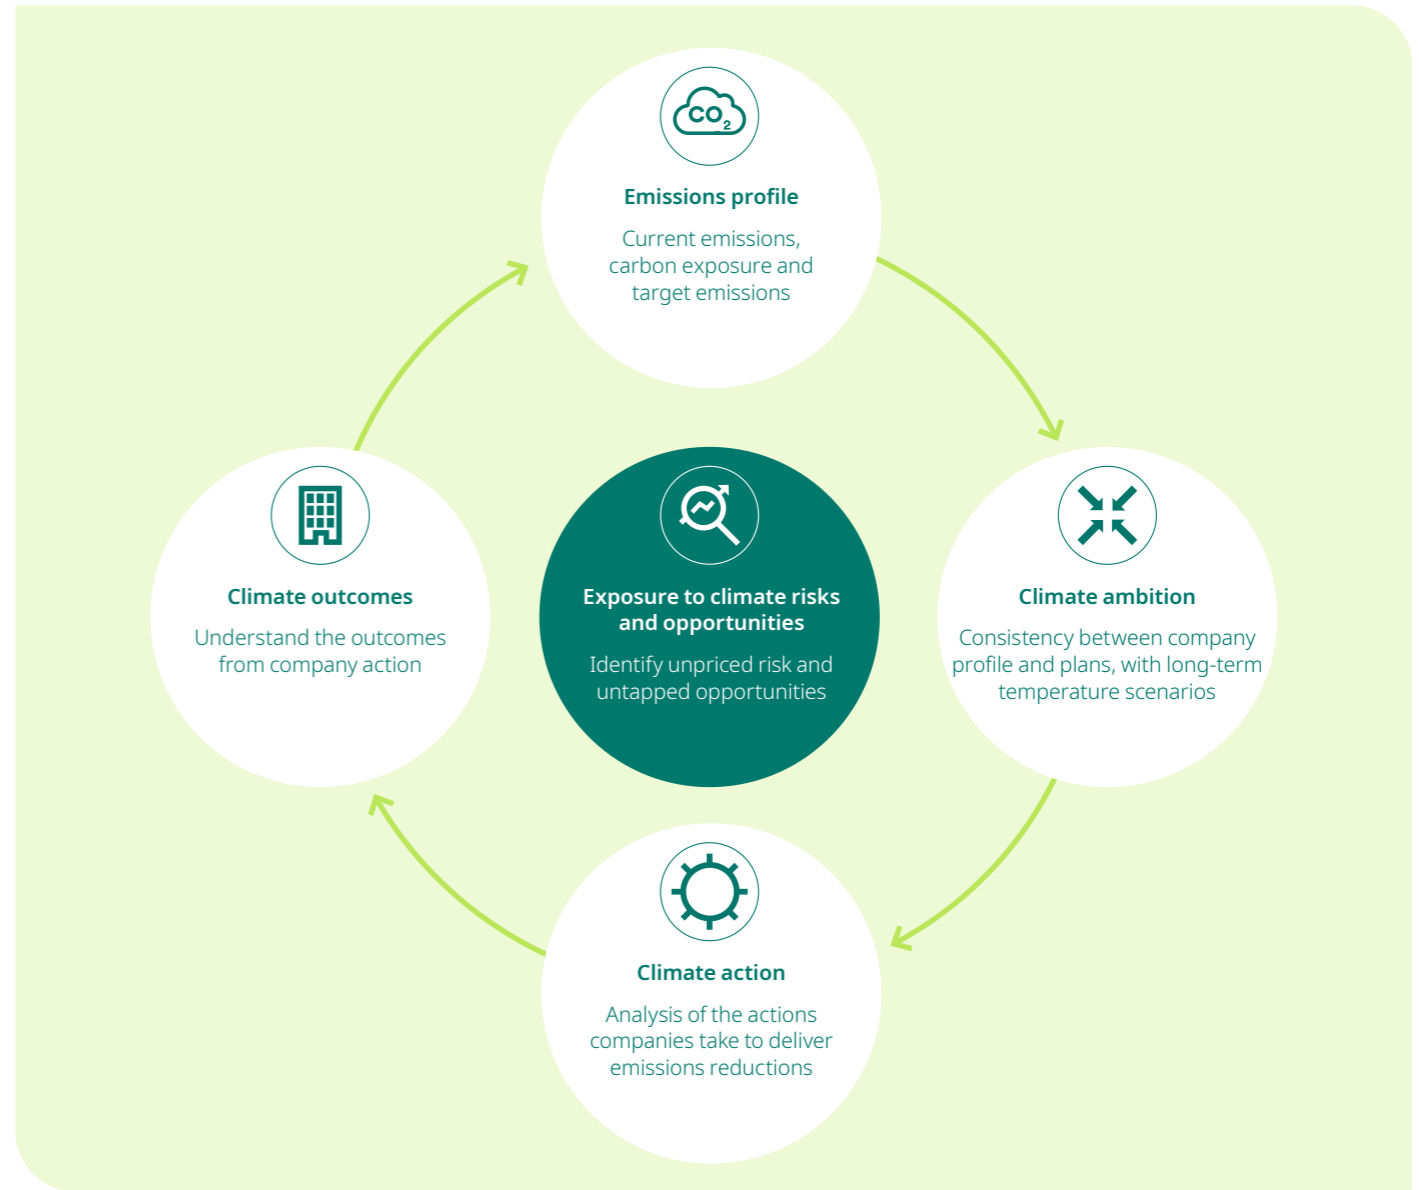 CO2
Emissions profile
Current emissions,
carbon exposure and
target emissions
Climate outcomes
Understand the outcomes
from company action
Exposure to climate risks
and opportunities
Identify unpriced risk and
untapped opportunities
Climate ambition
Consistency between company
profile and plans, with long-term
temperature scenarios
Climate action
Analysis of the actions
companies take to deliver
emissions reductions